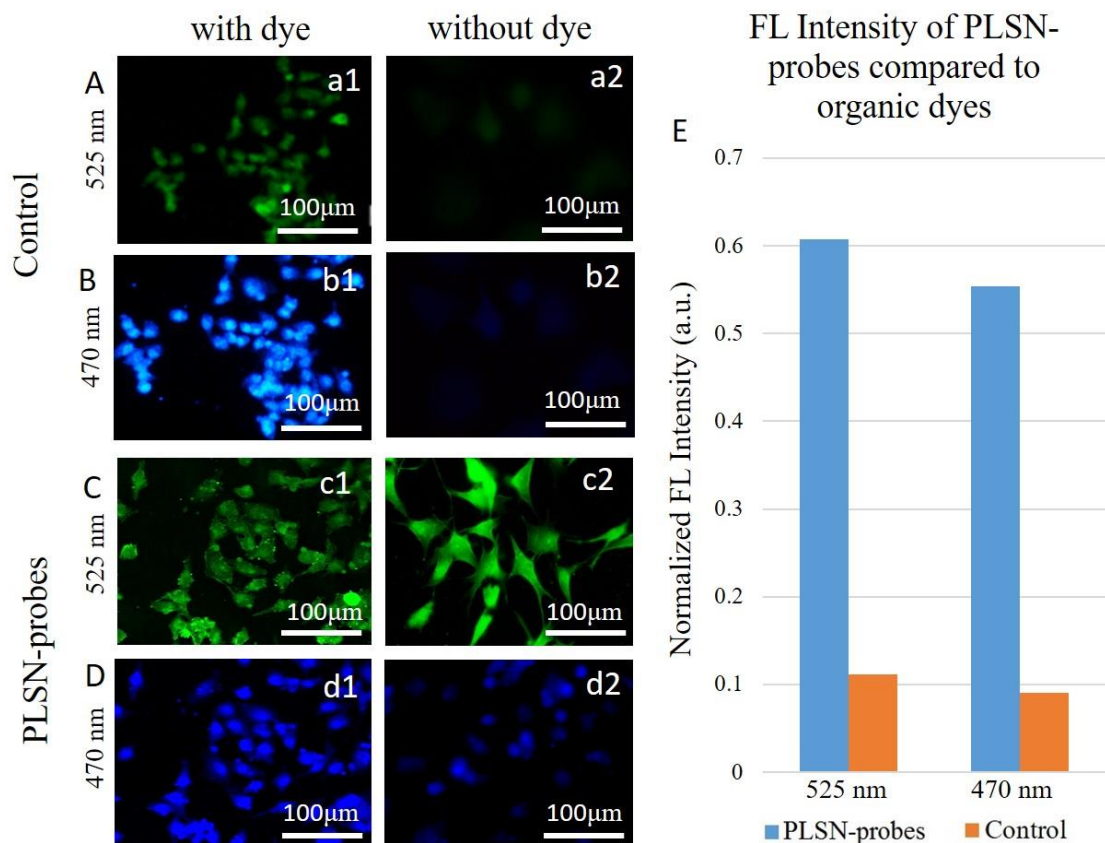 with dye
without dye
Control
A
525 nm
a1
100μm
a2
100μm
B
470 nm
b1
100μm
b2
100μm
PLSN-probes
C
525 nm
c1
100μm
c2
100μm
D
470 nm
d1
100μm
d2
100μm
FL Intensity of PLSN-
probes compared to
organic dyes
E
Normalized FL Intensity (a.u.)
0.7
0.6
0.5
0.4
0.3
0.2
0.1
0
525 nm
470 nm
PLSN-probes
Control